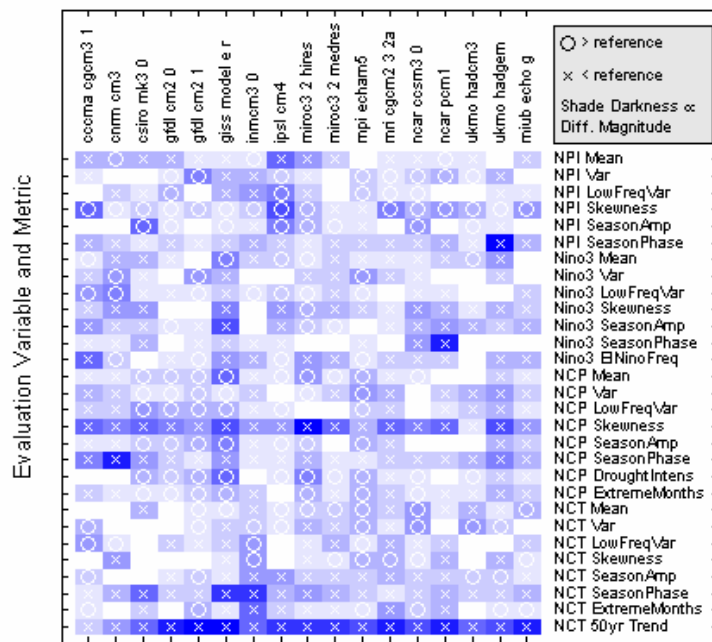 cccma cgcm3 1
cnrm cm3
csiro mk3 0
gfdl cm2 0
gfdl cm2 1
giss model e r
inmcm3 0
ipsl cm4
miroc3 2 hires
miroc3 2 medres
mpi echam5
mri cgcm2 3 2a
ncar ccsm3 0
ncar pcm1
ukmo hadcm3
ukmo hadgem
miub echo g
O > reference
× < reference
Shade Darkness ∝
Diff. Magnitude
Evaluation Variable and Metric
NPI Mean
NPI Var
NPI LowFreqVar
NPI Skewness
NPI SeasonAmp
NPI SeasonPhase
Nino3 Mean
Nino3 Var
Nino3 LowFreqVar
Nino3 Skewness
Nino3 SeasonAmp
Nino3 SeasonPhase
Nino3 ElNinoFreq
NCP Mean
NCP Var
NCP LowFreqVar
NCP Skewness
NCP SeasonAmp
NCP SeasonPhase
NCP DroughtIntens
NCP ExtremeMonths
NCT Mean
NCT Var
NCT LowFreqVar
NCT Skewness
NCT SeasonAmp
NCT SeasonPhase
NCT ExtremeMonths
NCT 50yr Trend